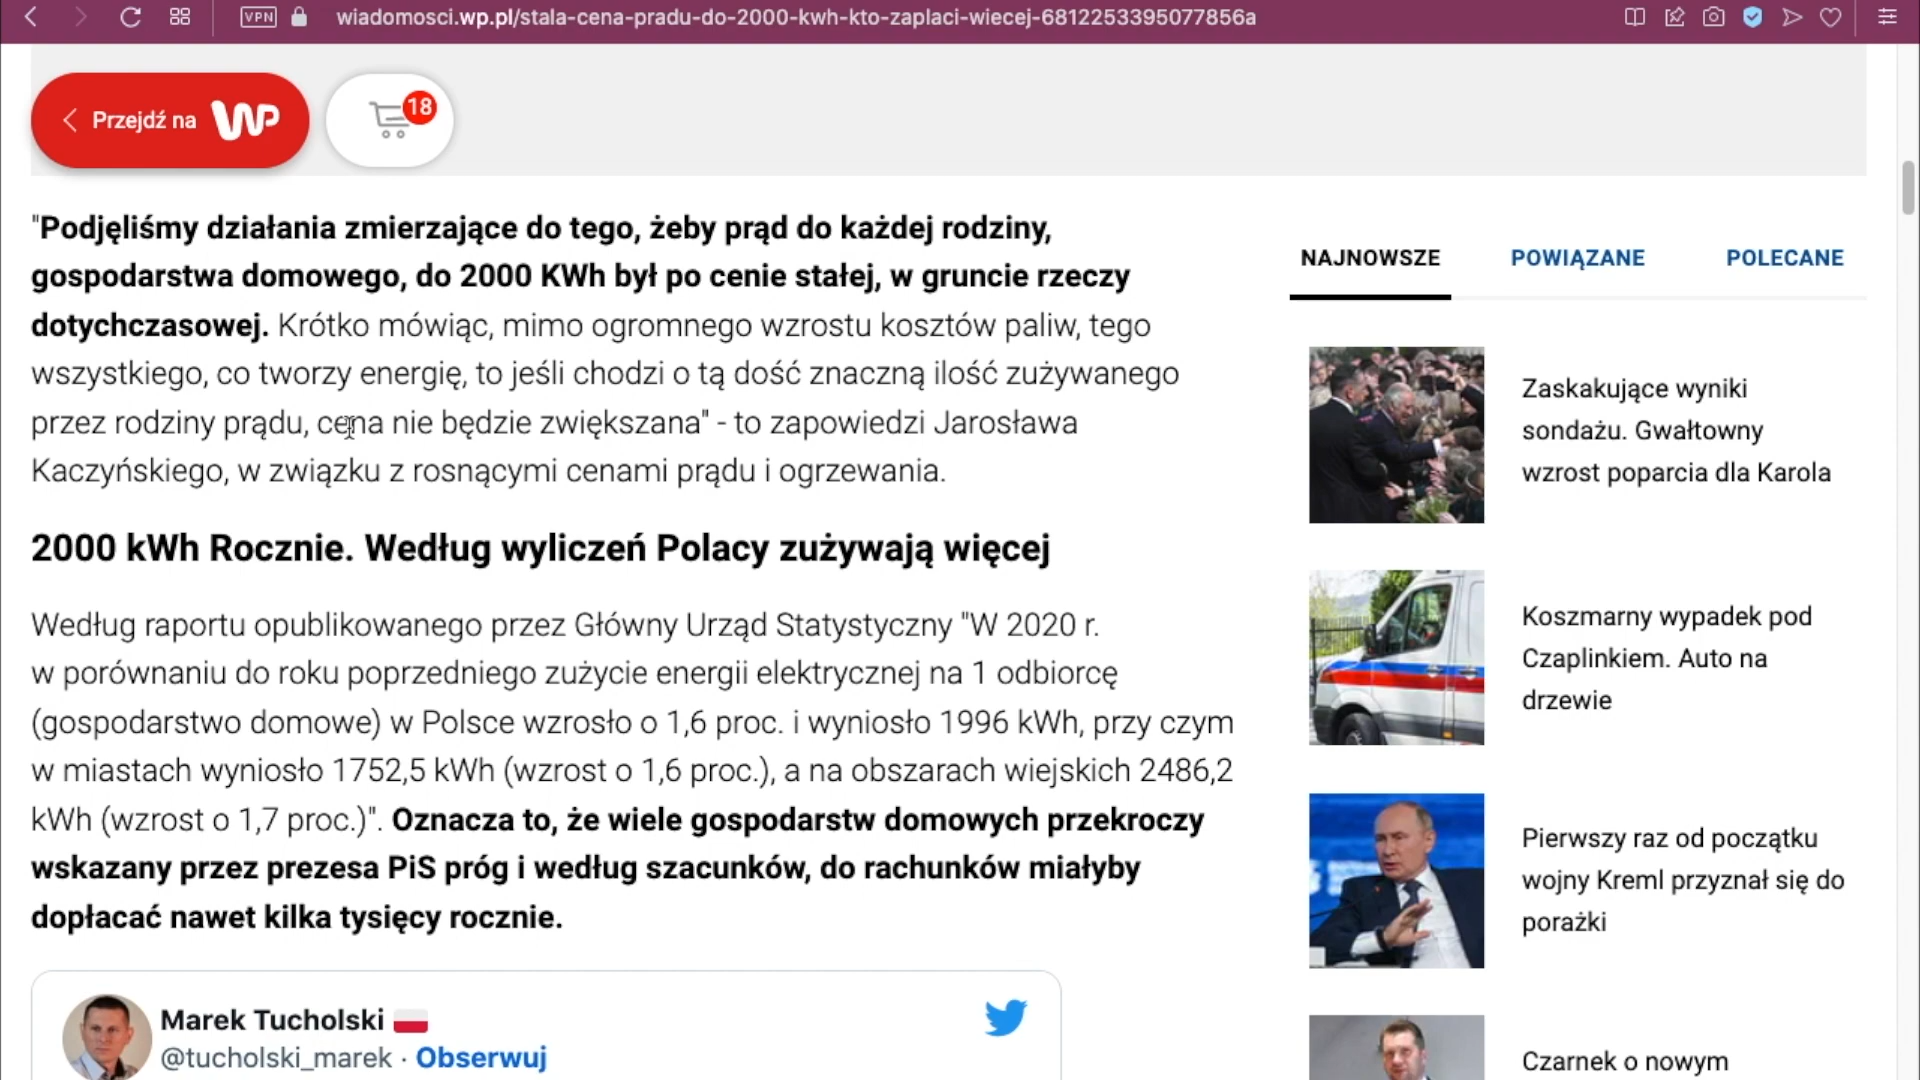 VPN
wiadomosci.wp.pl/stala-cena-pradu-do-2000-kwh-kto-zaplaci-wiecej-6812253395077856a
Przejdź na WP
18
"Podjęliśmy działania zmierzające do tego, żeby prąd do każdej rodziny,
gospodarstwa domowego, do 2000 KWh był po cenie stałej, w gruncie rzeczy
dotychczasowej. Krótko mówiąc, mimo ogromnego wzrostu kosztów paliw, tego
wszystkiego, co tworzy energię, to jeśli chodzi o tą dość znaczną ilość zużywanego
przez rodziny prądu, cena nie będzie zwiększana" - to zapowiedzi Jarosława
Kaczyńskiego, w związku z rosnącymi cenami prądu i ogrzewania.
2000 kWh Rocznie. Według wyliczeń Polacy zużywają więcej
Według raportu opublikowanego przez Główny Urząd Statystyczny "W 2020 r.
w porównaniu do roku poprzedniego zużycie energii elektrycznej na 1 odbiorcę
(gospodarstwo domowe) w Polsce wzrosło o 1,6 proc. i wyniosło 1996 kWh, przy czym
w miastach wyniosło 1752,5 kWh (wzrost o 1,6 proc.), a na obszarach wiejskich 2486,2
kWh (wzrost o 1,7 proc.)". Oznacza to, że wiele gospodarstw domowych przekroczy
wskazany przez prezesa PiS próg i według szacunków, do rachunków miałyby
dopłacać nawet kilka tysięcy rocznie.
Marek Tucholski
@tucholski_marek · Obserwuj
NAJNOWSZE POWIĄZANE POLECANE
Zaskakujące wyniki
sondażu. Gwałtowny
wzrost poparcia dla Karola
Koszmarny wypadek pod
Czaplinkiem. Auto na
drzewie
Pierwszy raz od początku
wojny Kreml przyznał się do
porażki
Czarnek o nowym